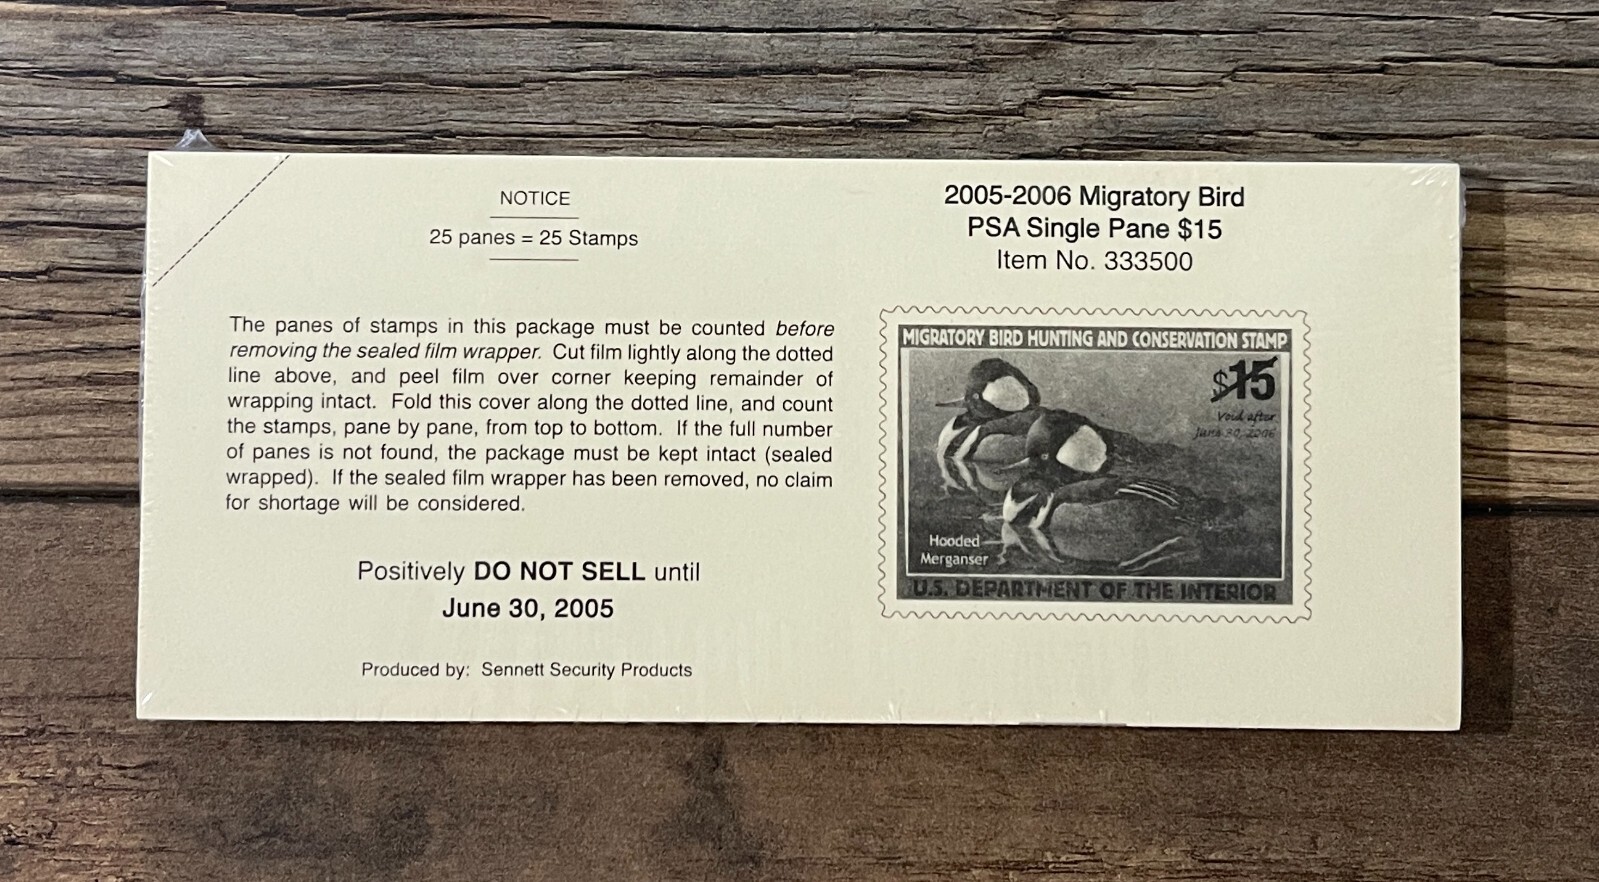 NOTICE
25 panes = 25 Stamps
The panes of stamps in this package must be counted before
removing the sealed film wrapper. Cut film lightly along the dotted
line above, and peel film over corner keeping remainder of
wrapping intact. Fold this cover along the dotted line, and count
the stamps, pane by pane, from top to bottom. If the full number
of panes is not found, the package must be kept intact (sealed
wrapped). If the sealed film wrapper has been removed, no claim
for shortage will be considered.
Positively DO NOT SELL until
June 30, 2005
Produced by: Sennett Security Products
2005-2006 Migratory Bird
PSA Single Pane $15
Item No. 333500
MIGRATORY BIRD HUNTING AND CONSERVATION STAMP
$15
Void after
June 30, 2006
Hooded
Merganser
U.S. DEPARTMENT OF THE INTERIOR